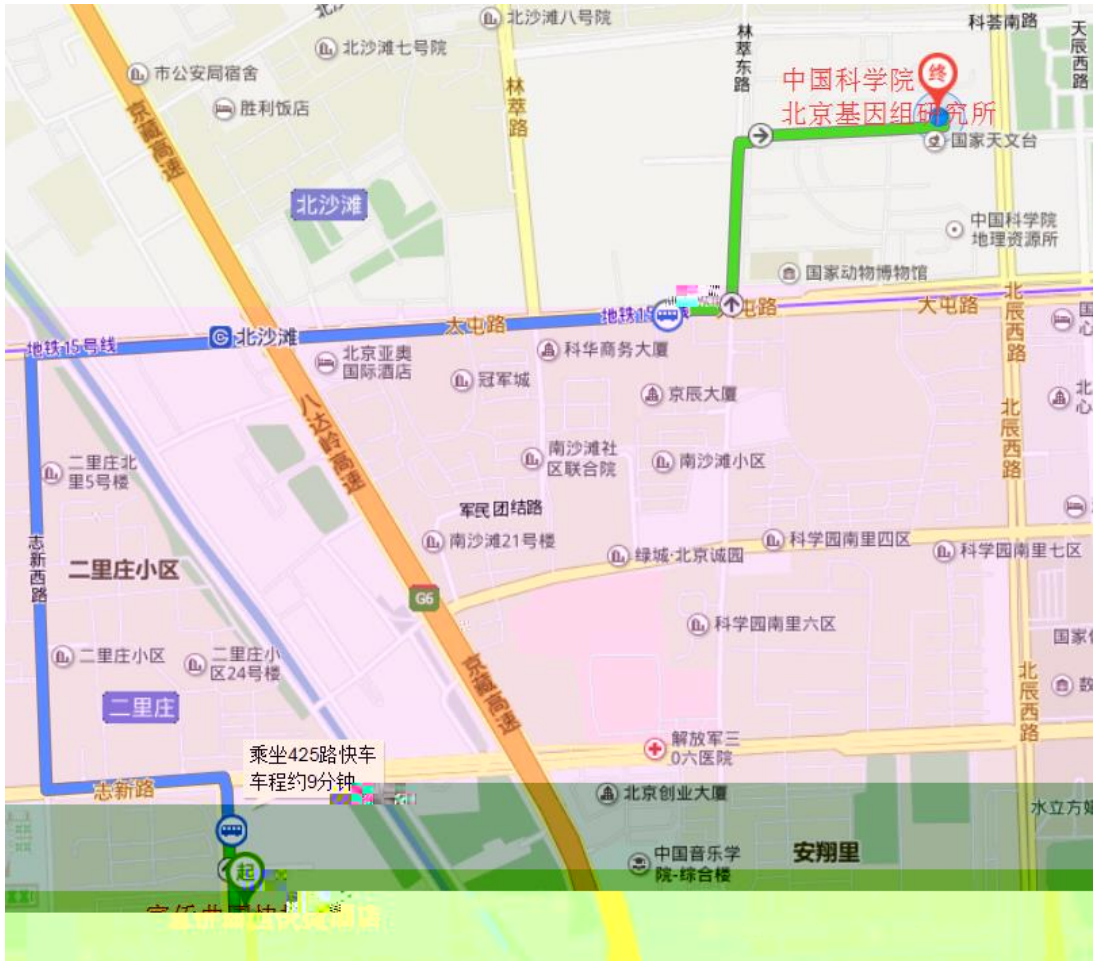 北沙滩八号院
科荟南路
北沙滩七号院
林萃东路
天辰西路
市公安局宿舍
中国科学院
终
林萃路
京藏高速
胜利饭店
北京基因组研究所
国家天文台
北沙滩
中国科学院
地理资源所
国家动物博物馆
大屯路
北辰西路
地铁15号线
北沙滩
大屯路
地铁15
屯路
北京亚奥
国际酒店
科华商务大厦
冠军城
京辰大厦
八达岭高速
北辰西路
二里庄北
里5号楼
南沙滩社
区联合院
南沙滩小区
军民团结路
志新西路
二里庄小区
南沙滩21号楼
绿城·北京诚园
科学园南里四区
科学园南里七区
G6
科学园南里六区
二里庄小区
二里庄小
区24号楼
京藏高速
北辰西路
二里庄
乘坐425路快车
车程约9分钟
解放军三
0六医院
志新路
北京创业大厦
水立方
中国音乐学
院-综合楼
安翔里
起